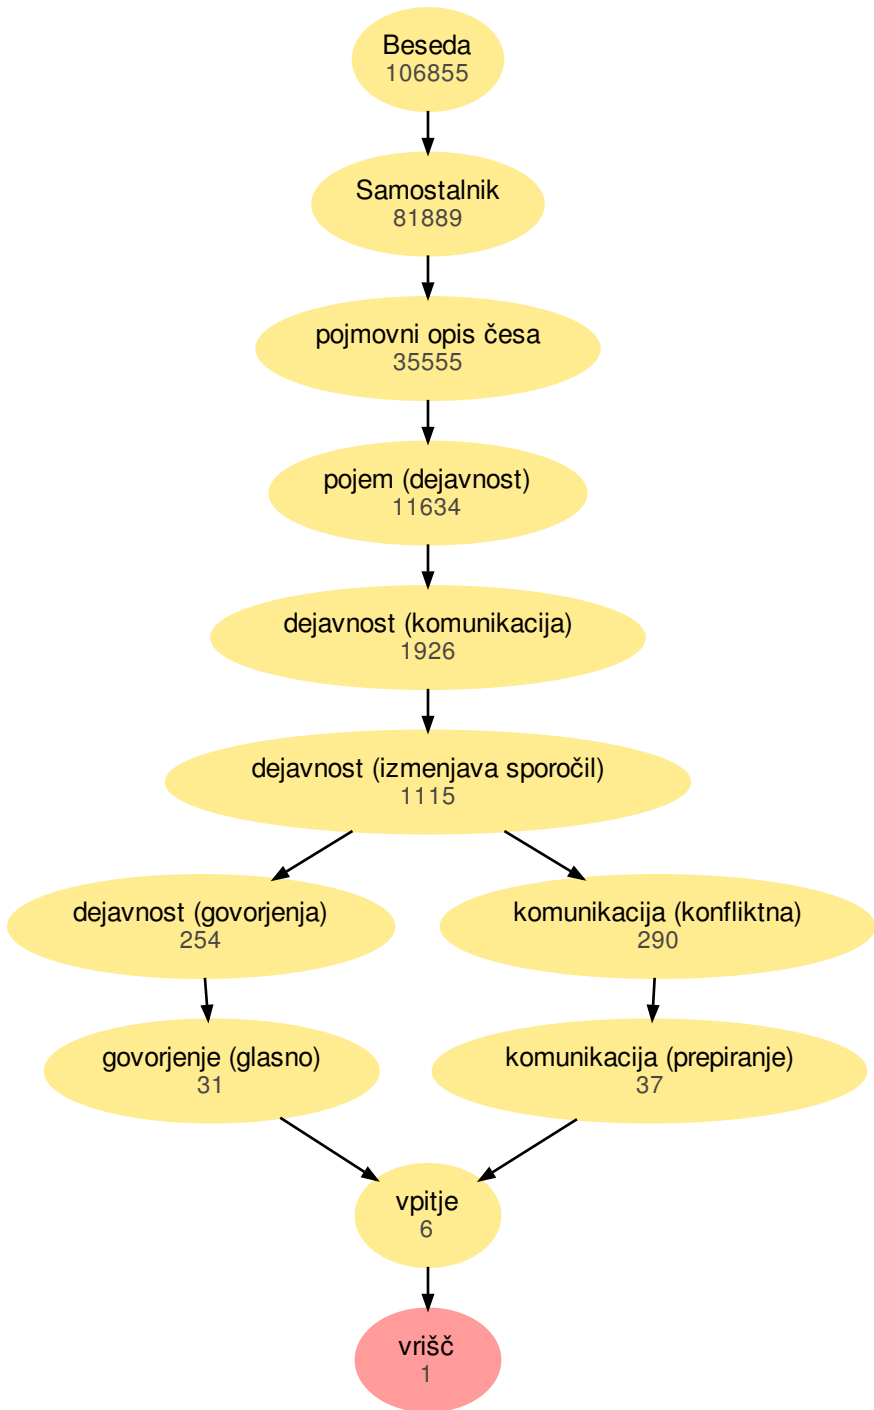 Beseda
106855
Samostalnik
81889
pojmovni opis česa
35555
pojem (dejavnost)
11634
dejavnost (komunikacija)
1926
dejavnost (izmenjava sporočil)
1115
dejavnost (govorjenja)
254
komunikacija (konfliktna)
290
govorjenje (glasno)
31
komunikacija (prepiranje)
37
vpitje
6
vrišč
1